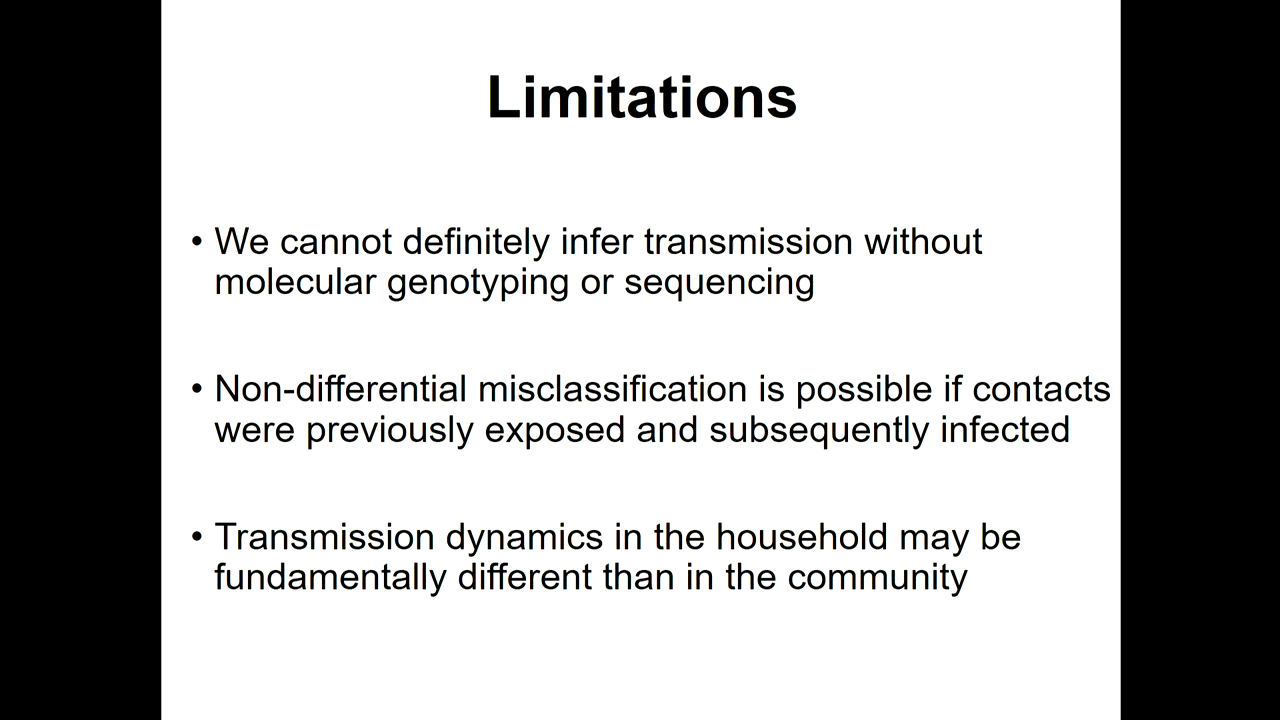 Limitations
• We cannot definitely infer transmission without
molecular genotyping or sequencing
• Non-differential misclassification is possible if contacts
were previously exposed and subsequently infected
• Transmission dynamics in the household may be
fundamentally different than in the community